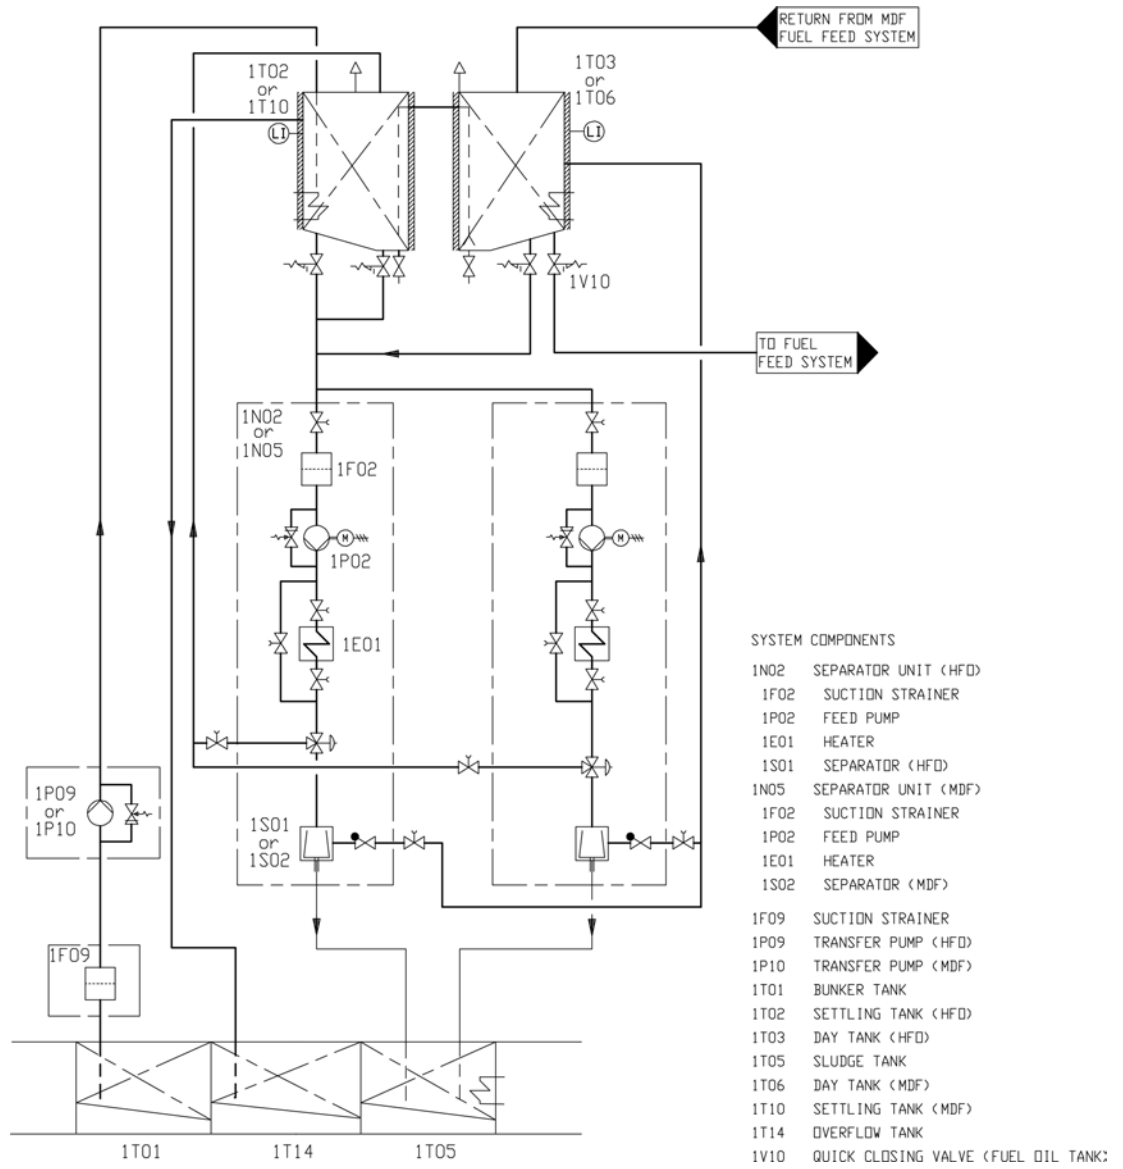 RETURN FROM MDF
FUEL FEED SYSTEM
1T02
or
1T10
1T03
or
1T06
LI
LI
1V10
TO FUEL
FEED SYSTEM
1N02
or
1N05
1F02
M
M
1P02
1E01
1P09
or
1P10
1S01
or
1S02
1F09
1T01
1T14
1T05
SYSTEM COMPONENTS
1N02 SEPARATOR UNIT (HFO)
1F02 SUCTION STRAINER
1P02 FEED PUMP
1E01 HEATER
1S01 SEPARATOR (HFO)
1N05 SEPARATOR UNIT (MDF)
1F02 SUCTION STRAINER
1P02 FEED PUMP
1E01 HEATER
1S02 SEPARATOR (MDF)
1F09 SUCTION STRAINER
1P09 TRANSFER PUMP (HFO)
1P10 TRANSFER PUMP (MDF)
1T01 BUNKER TANK
1T02 SETTLING TANK (HFO)
1T03 DAY TANK (HFO)
1T05 SLUDGE TANK
1T06 DAY TANK (MDF)
1T10 SETTLING TANK (MDF)
1T14 OVERFLOW TANK
1V10 QUICK CLOSING VALVE (FUEL OIL TANK)